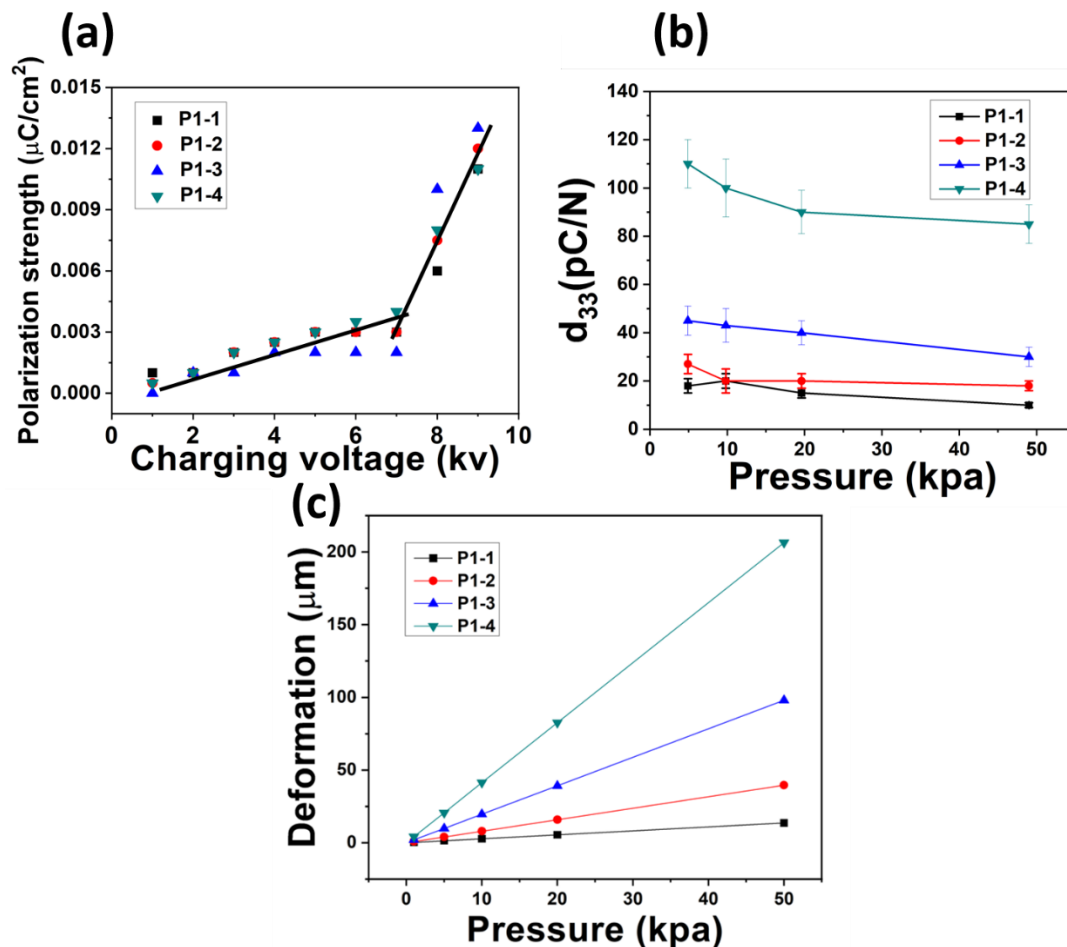 (a)
Polarization strength (μC/cm²)
0.015
0.012
0.009
0.006
0.003
0.000
P1-1
P1-2
P1-3
P1-4
0 2 4 6 8 10
Charging voltage (kv)
(b)
d₃₃(pC/N)
140
120
100
80
60
40
20
0
P1-1
P1-2
P1-3
P1-4
0 10 20 30 40 50
Pressure (kpa)
(c)
Deformation (μm)
200
150
100
50
0
P1-1
P1-2
P1-3
P1-4
0 10 20 30 40 50
Pressure (kpa)